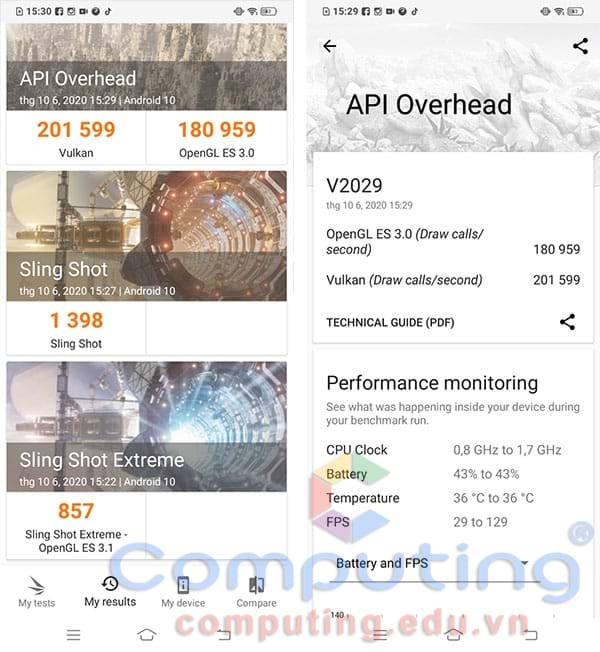 15:30
API Overhead
thg 10 6, 2020 15:29 | Android 10
201 599
180 959
Vulkan
OpenGL ES 3.0
Sling Shot
thg 10 6, 2020 15:27 | Android 10
1 398
Sling Shot
Sling Shot Extreme
thg 10 6, 2020 15:22 | Android 10
857
Sling Shot Extreme -
OpenGL ES 3.1
My tests
My results
My device
Compare
15:29
API Overhead
V2029
thg 10 6, 2020 15:29
OpenGL ES 3.0 (Draw calls/
second)
180 959
Vulkan (Draw calls/second)
201 599
TECHNICAL GUIDE (PDF)
Performance monitoring
See what was happening inside your device during
your benchmark run.
CPU Clock
0,8 GHz to 1,7 GHz
Battery
43% to 43%
Temperature
36 °C to 36 °C
FPS
29 to 129
Battery and FPS
140
Computing®
computing.edu.vn